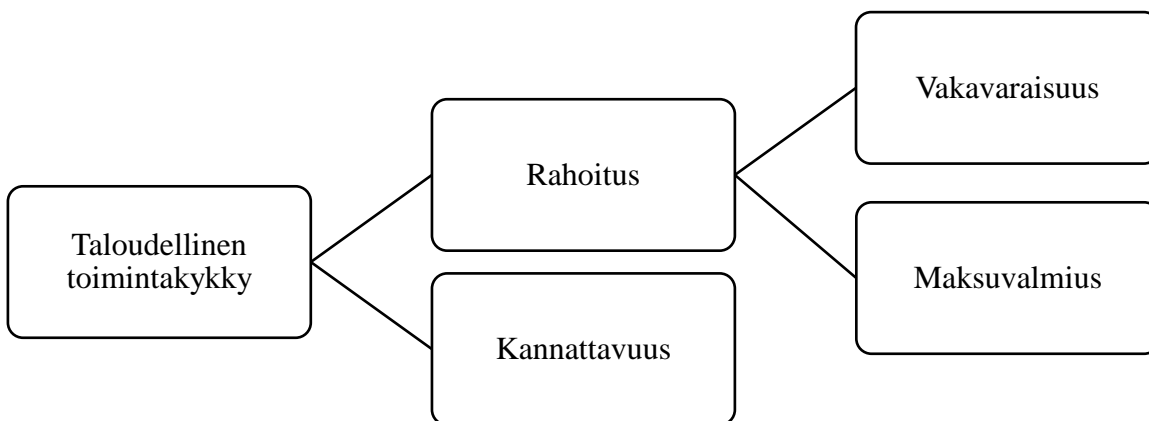 Taloudellinen
toimintakykky
Rahoitus
Kannattavuus
Vakavaraisuus
Maksuvalmius